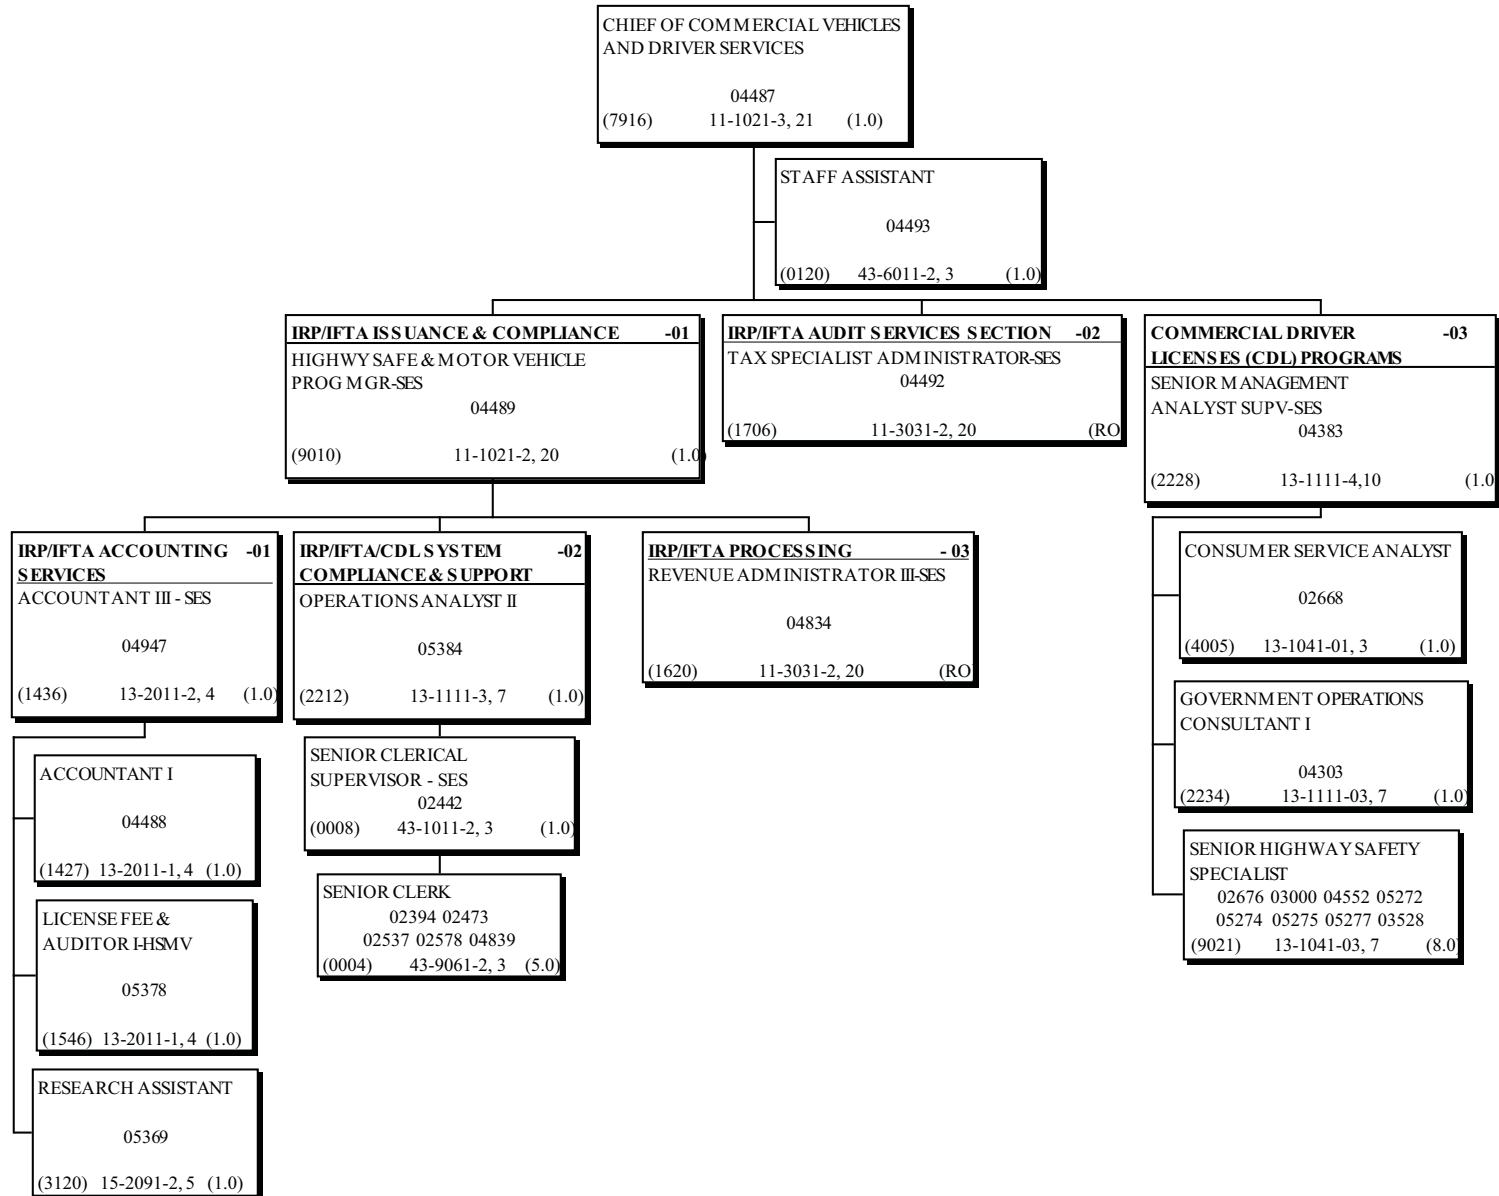 CHIEF OF COMMERCIAL VEHICLES
AND DRIVER SERVICES
04487
(7916) 11-1021-3, 21 (1.0)
STAFF ASSISTANT
04493
(0120) 43-6011-2, 3 (1.0)
IRP/IFTA ISSUANCE & COMPLIANCE -01
HIGHWY SAFE & MOTOR VEHICLE
PROG MGR-SES
04489
(9010) 11-1021-2, 20 (1.0)
IRP/IFTA AUDIT SERVICES SECTION -02
TAX SPECIALIST ADMINISTRATOR-SES
04492
(1706) 11-3031-2, 20 (RO
COMMERCIAL DRIVER -03
LICENSES (CDL) PROGRAMS
SENIOR MANAGEMENT
ANALYST SUPV-SES
04383
(2228) 13-1111-4,10 (1.0
IRP/IFTA ACCOUNTING -01
SERVICES
ACCOUNTANT III - SES
04947
(1436) 13-2011-2, 4 (1.0)
IRP/IFTA/CDL SYSTEM -02
COMPLIANCE & SUPPORT
OPERATIONS ANALYST II
05384
(2212) 13-1111-3, 7 (1.0)
IRP/IFTA PROCESSING - 03
REVENUE ADMINISTRATOR III-SES
04834
(1620) 11-3031-2, 20 (RO
CONSUMER SERVICE ANALYST
02668
(4005) 13-1041-01, 3 (1.0)
GOVERNMENT OPERATIONS
CONSULTANT I
04303
(2234) 13-1111-03, 7 (1.0)
SENIOR HIGHWAY SAFETY
SPECIALIST
02676 03000 04552 05272
05274 05275 05277 03528
(9021) 13-1041-03, 7 (8.0)
ACCOUNTANT I
04488
(1427) 13-2011-1, 4 (1.0)
LICENSE FEE &
AUDITOR I-HSMV
05378
(1546) 13-2011-1, 4 (1.0)
RESEARCH ASSISTANT
05369
(3120) 15-2091-2, 5 (1.0)
SENIOR CLERICAL
SUPERVISOR - SES
02442
(0008) 43-1011-2, 3 (1.0)
SENIOR CLERK
02394 02473
02537 02578 04839
(0004) 43-9061-2, 3 (5.0)